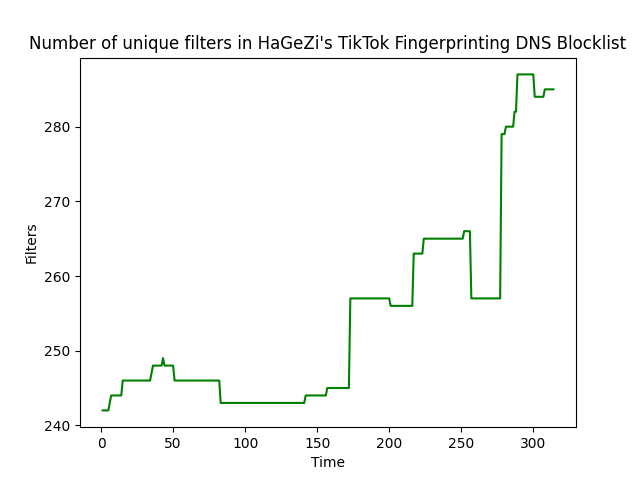 Number of unique filters in HaGeZi's TikTok Fingerprinting DNS Blocklist
280
270
260
250
240
Filters
0 50 100 150 200 250 300
Time